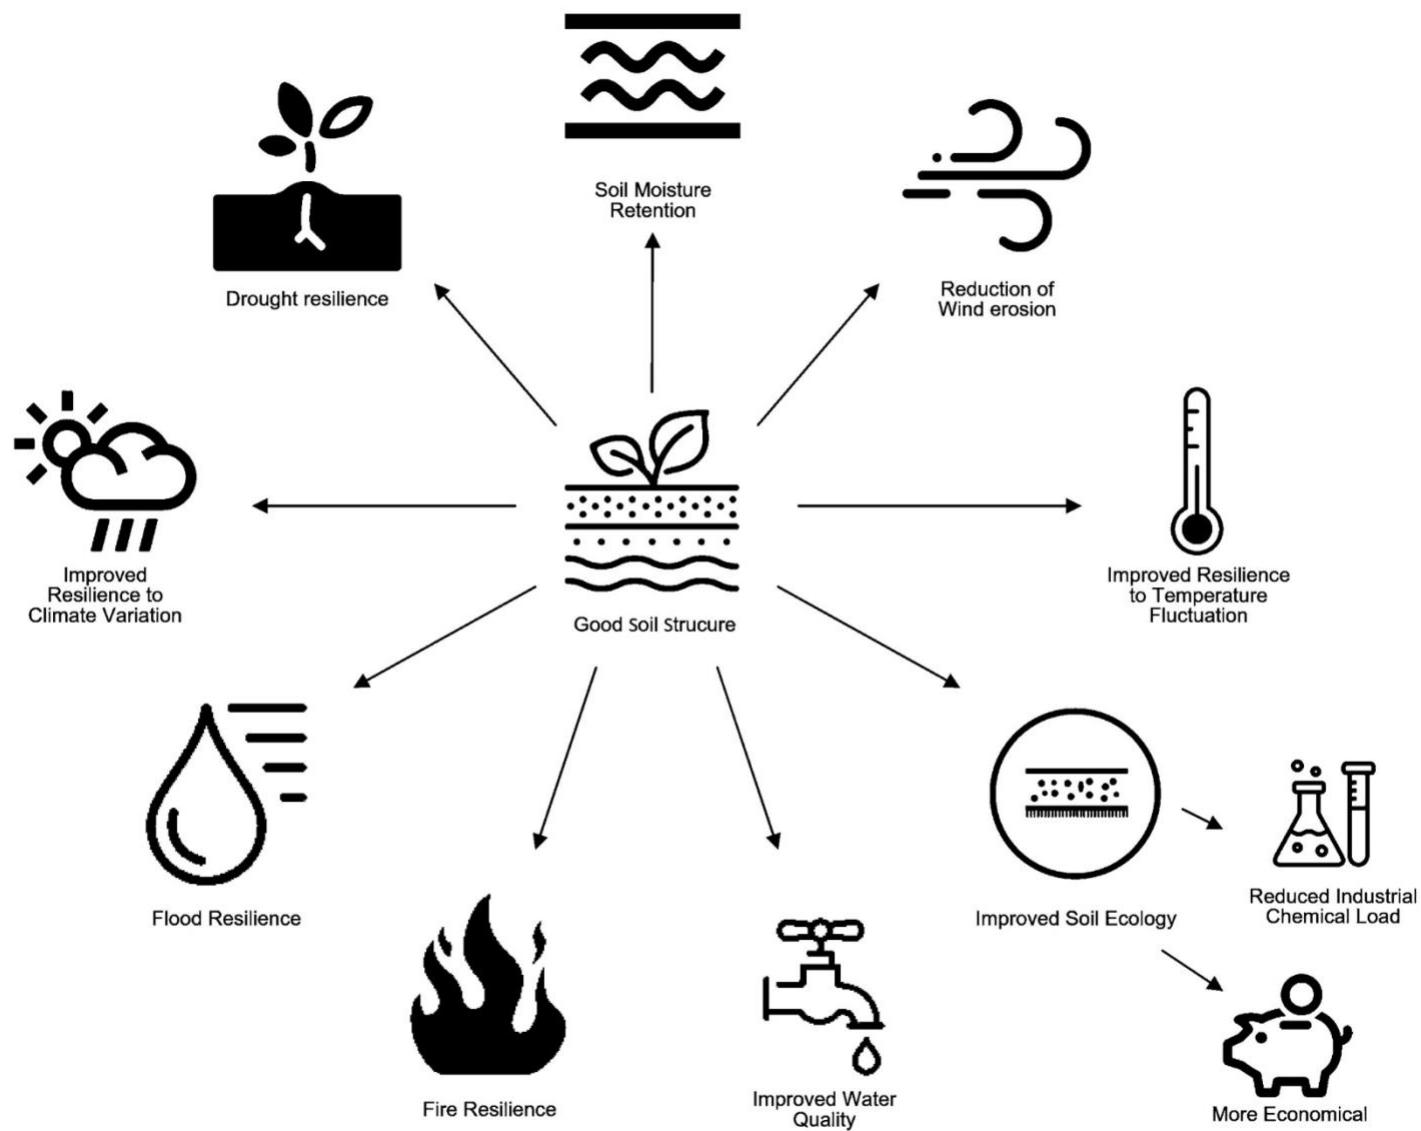 Soil Moisture
Retention
Reduction of
Wind erosion
Drought resilience
Improved
Resilience to
Climate Variation
Improved Resilience
to Temperature
Fluctuation
Good Soil Strucure
Flood Resilience
Improved Soil Ecology
Reduced Industrial
Chemical Load
Fire Resilience
Improved Water
Quality
More Economical